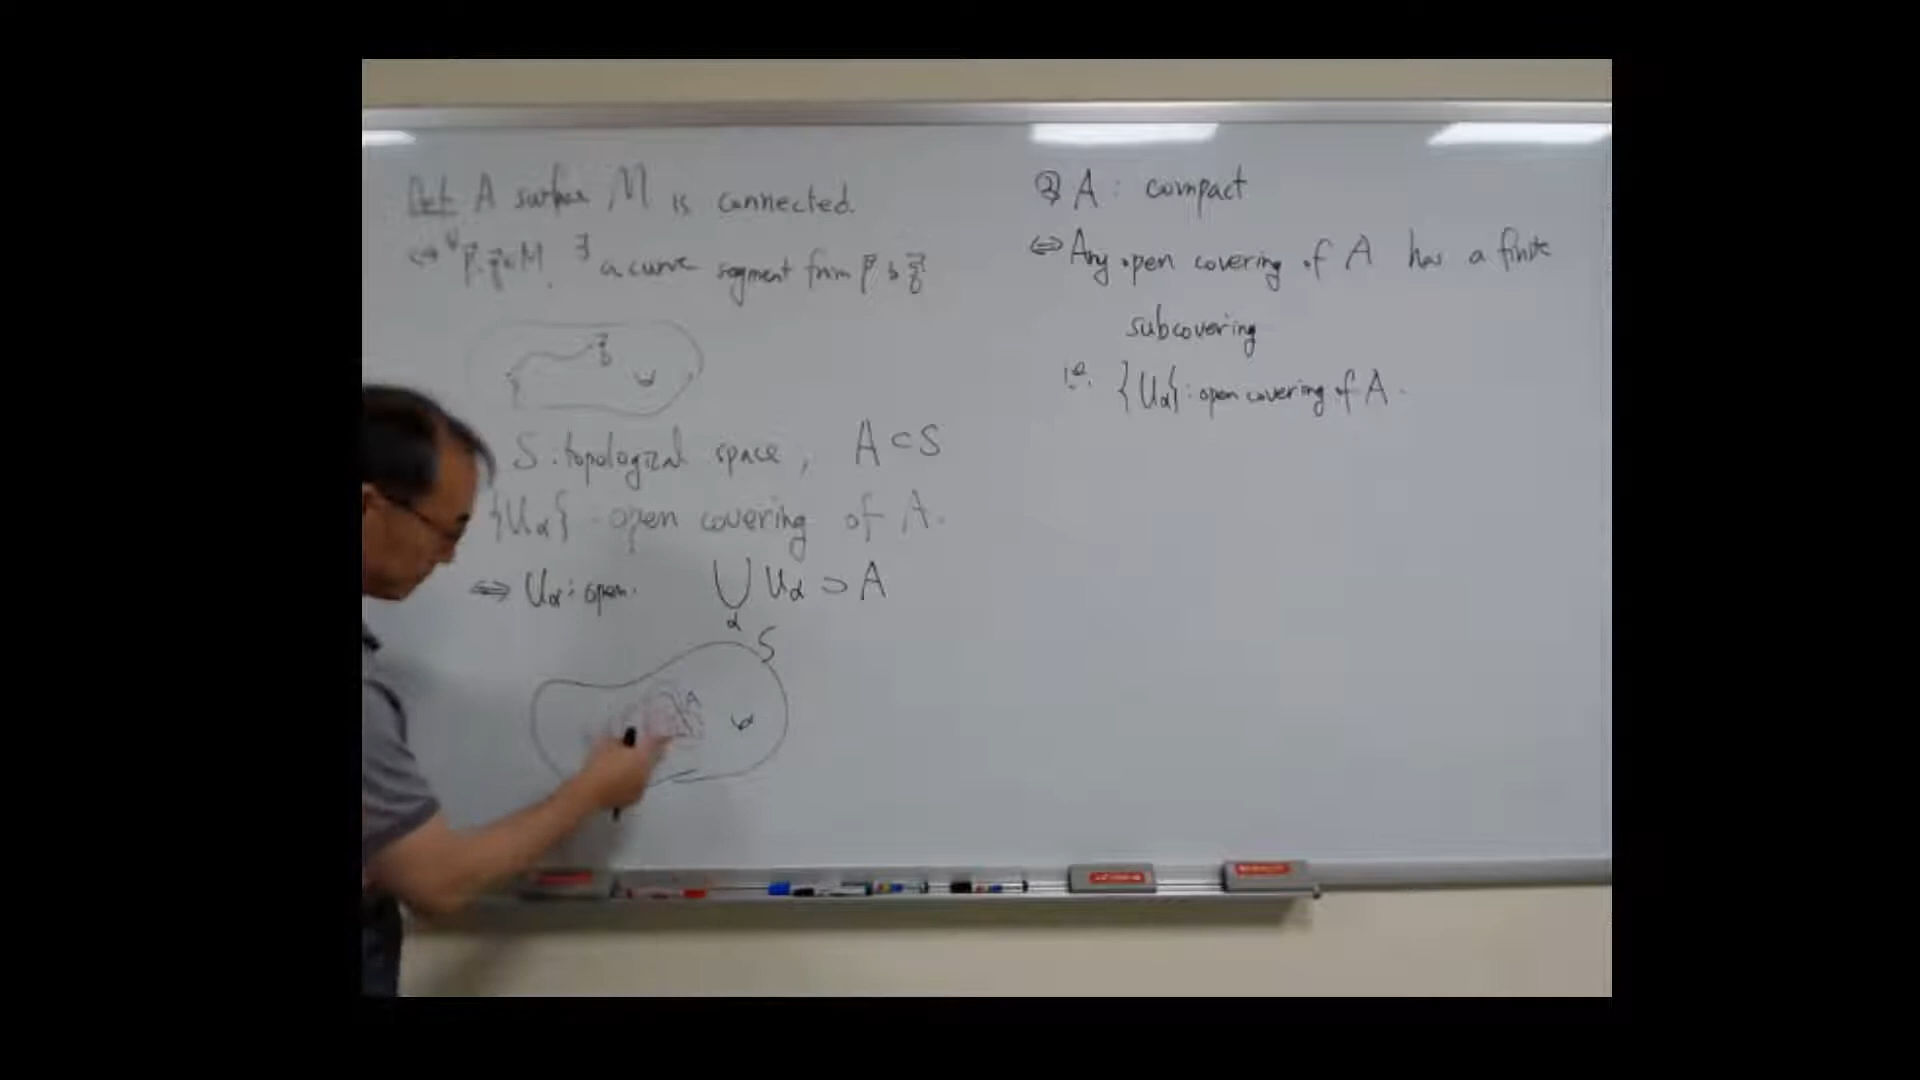 Def A surface M is connected.
⇔ ∀p, q∈M, ∃ a curve segment from p to q
q
S : topological space, A ⊂ S
{Uα} : open covering of A.
⇔ Uα : open. ⋃ Uα ⊃ A
α
S
A
② A : compact
⇔ Any open covering of A has a finite
subcovering
i.e. {Uα} : open covering of A.